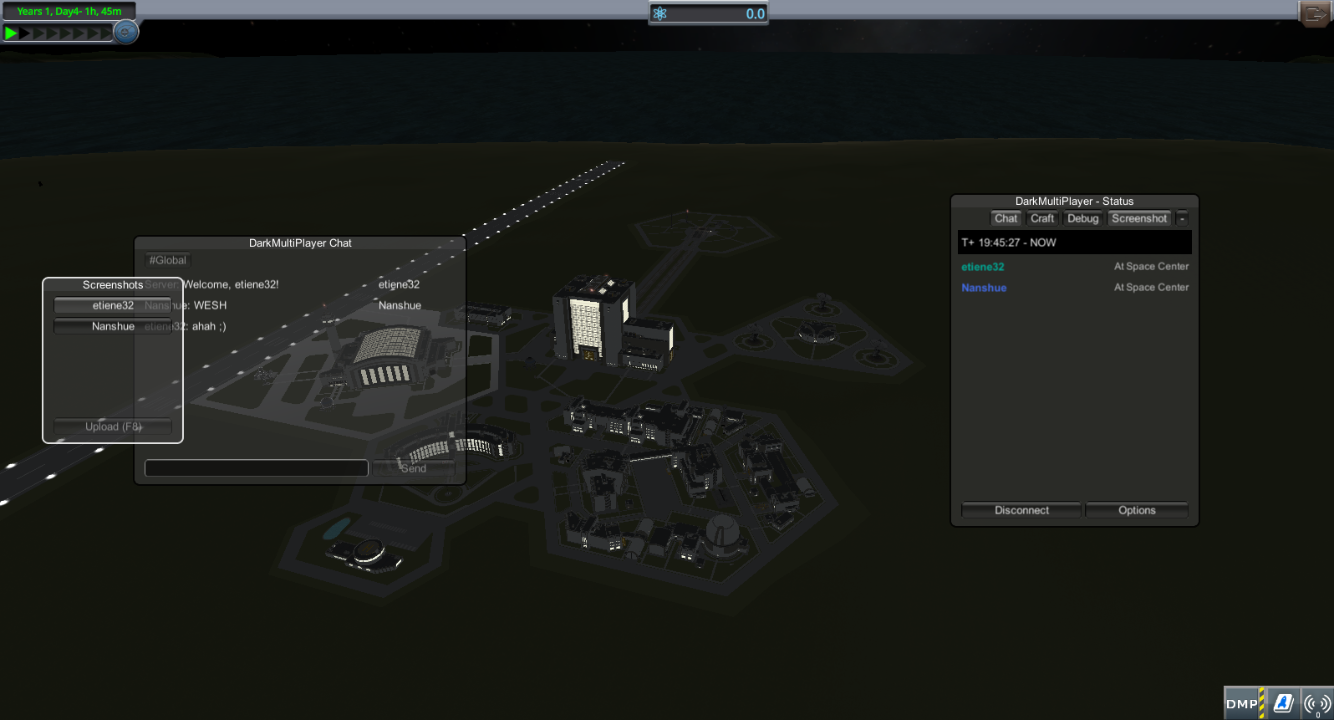 Years 1, Day4- 1h, 45m
0.0
DarkMultiPlayer - Status
Chat Craft Debug Screenshot -
T+ 19:45:27 - NOW
etiene32 At Space Center
Nanshue At Space Center
Disconnect Options
DarkMultiPlayer Chat
#Global
Server: Welcome, etiene32! etiene32
Nanshue: WESH Nanshue
etiene32: ahah ;)
Send
Screenshots
etiene32
Nanshue
Upload (F8)
DMP
A
0